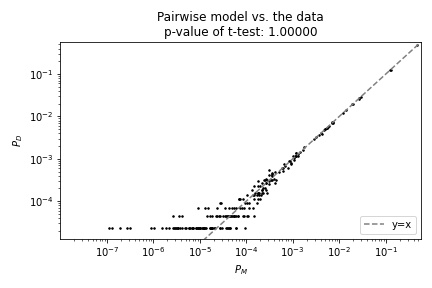 Pairwise model vs. the data
p-value of t-test: 1.00000
P_D
10^{-1}
10^{-2}
10^{-3}
10^{-4}
y=x
10^{-7} 10^{-6} 10^{-5} 10^{-4} 10^{-3} 10^{-2} 10^{-1}
P_M